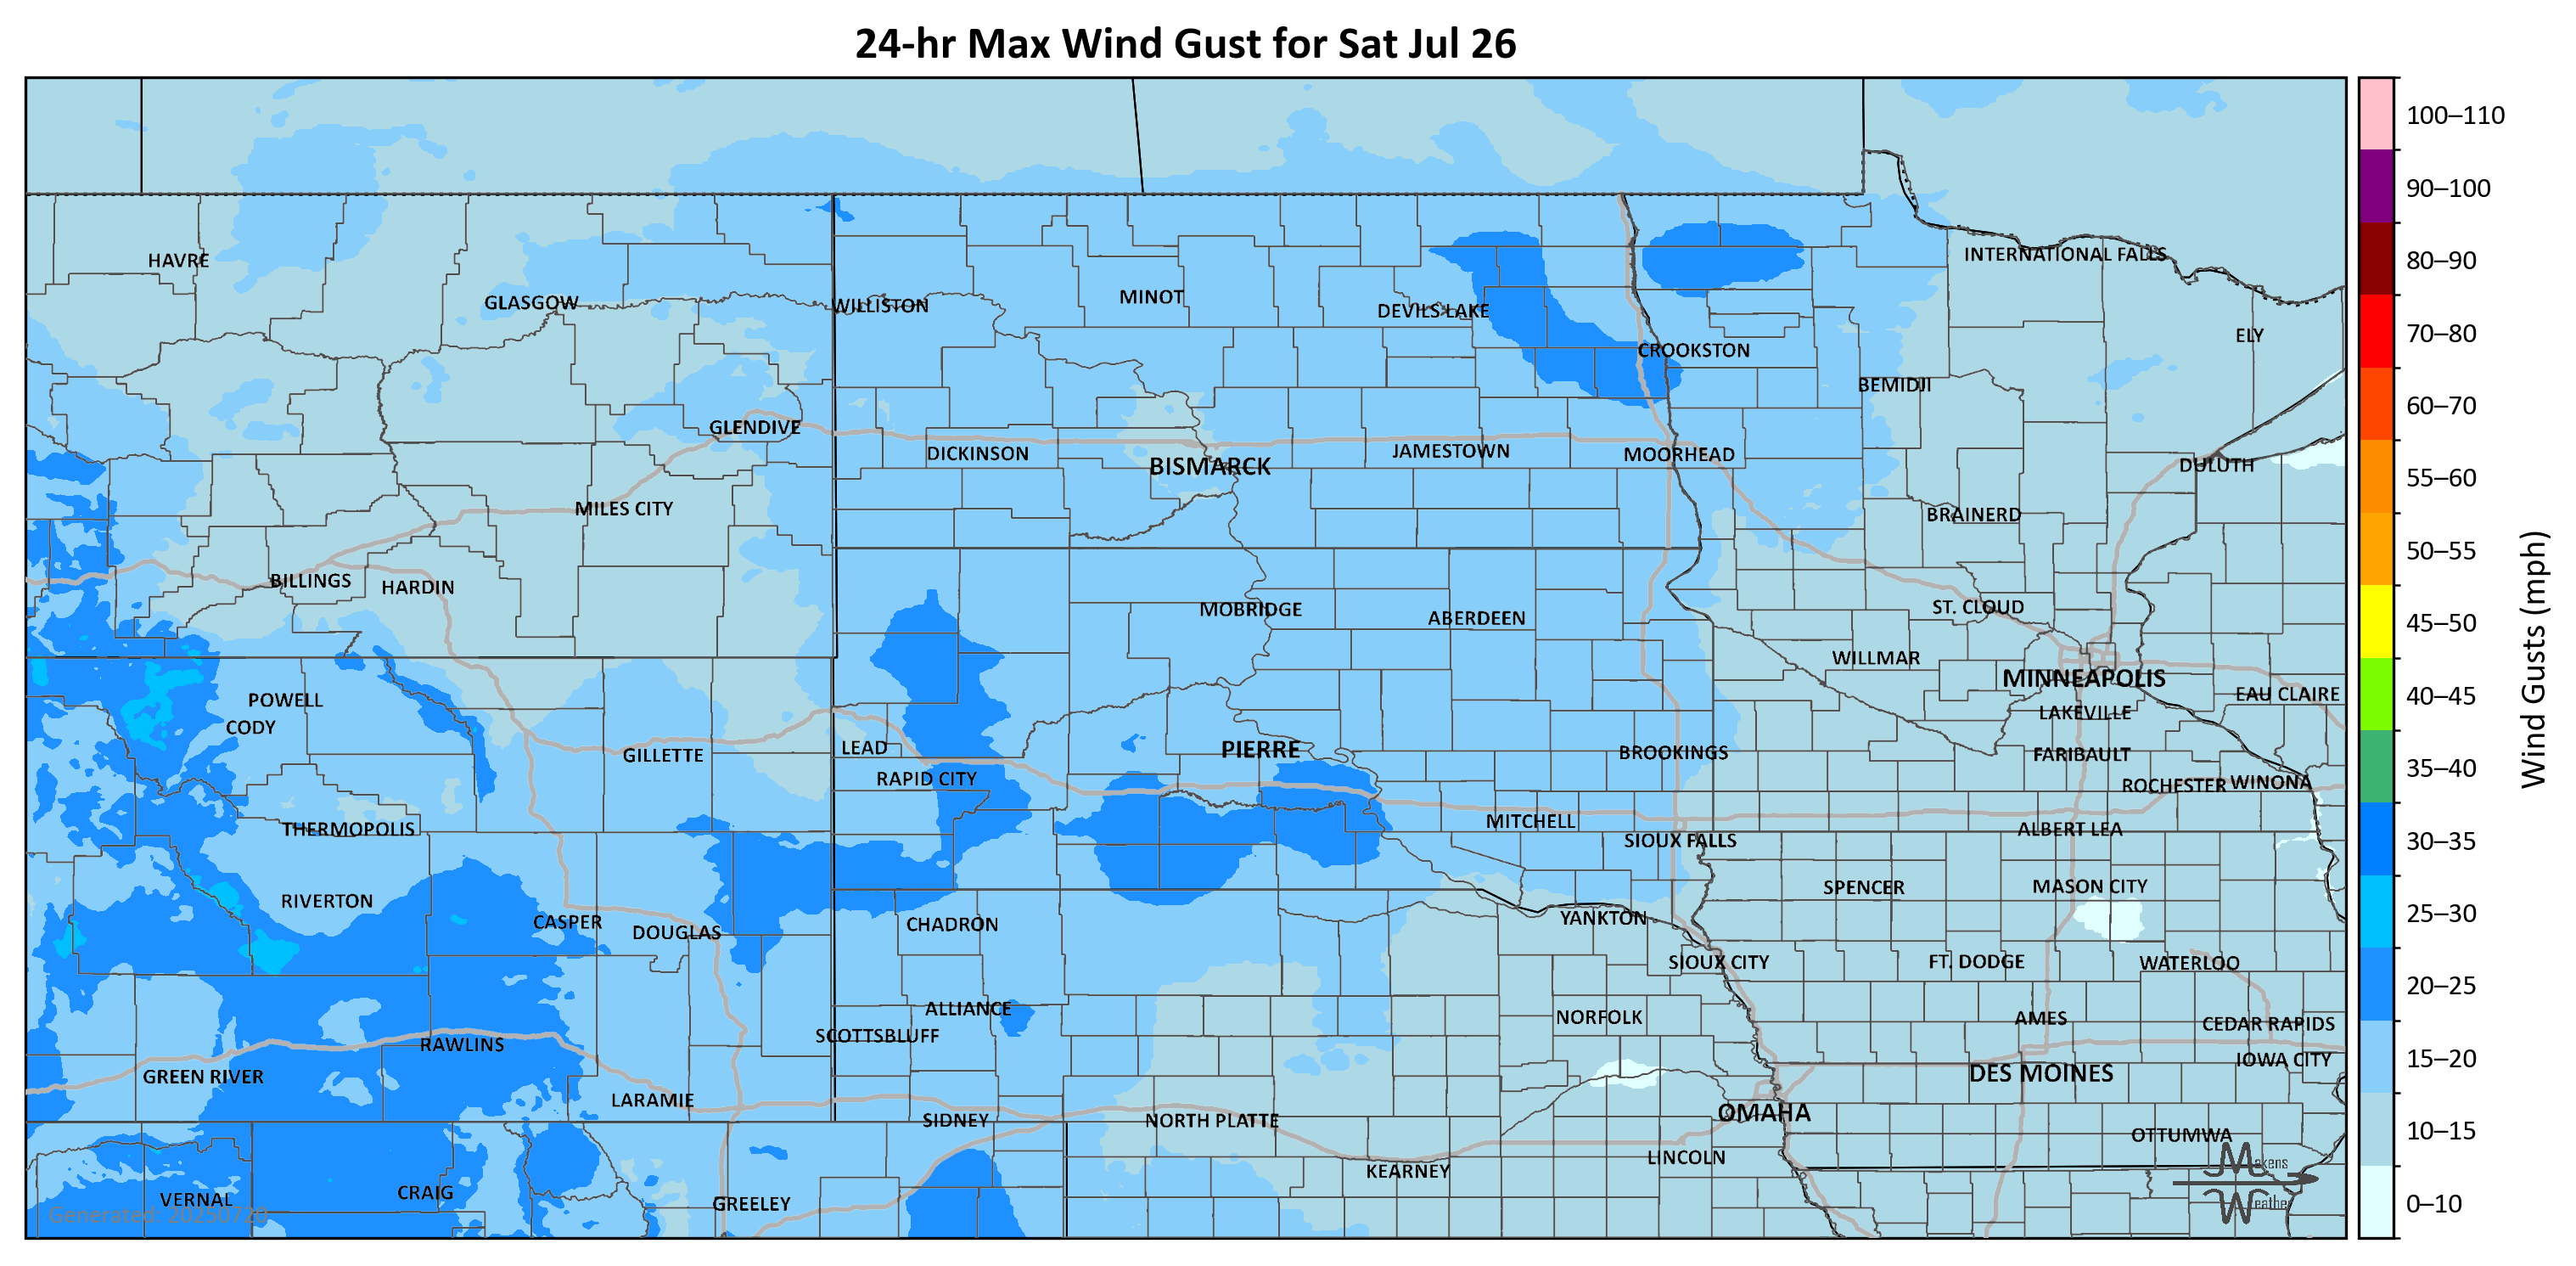 24-hr Max Wind Gust for Sat Jul 26
100–110
90–100
80–90
70–80
60–70
55–60
50–55
45–50
40–45
35–40
30–35
25–30
20–25
15–20
10–15
0–10
Wind Gusts (mph)
HAVRE
GLASGOW
WILLISTON
MINOT
DEVILS LAKE
INTERNATIONAL FALLS
ELY
CROOKSTON
BEMIDJI
GLENDIVE
DICKINSON
BISMARCK
JAMESTOWN
MOORHEAD
DULUTH
MILES CITY
BRAINERD
BILLINGS
HARDIN
MOBRIDGE
ABERDEEN
ST. CLOUD
WILLMAR
MINNEAPOLIS
EAU CLAIRE
POWELL
CODY
LAKEVILLE
GILLETTE
LEAD
PIERRE
BROOKINGS
FARIBAULT
RAPID CITY
ROCHESTER
WINONA
THERMOPOLIS
MITCHELL
SIOUX FALLS
ALBERT LEA
RIVERTON
SPENCER
MASON CITY
CASPER
DOUGLAS
CHADRON
YANKTON
SIOUX CITY
FT. DODGE
WATERLOO
ALLIANCE
SCOTTSBLUFF
NORFOLK
AMES
CEDAR RAPIDS
RAWLINS
IOWA CITY
GREEN RIVER
DES MOINES
LARAMIE
SIDNEY
NORTH PLATTE
OMAHA
OTTUMWA
KEARNEY
LINCOLN
VERNAL
CRAIG
GREELEY
Generated: 20250720
Makens
Weather